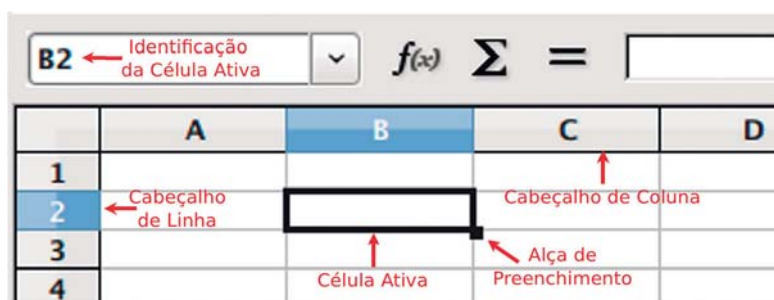 B2
Identificação
da Célula Ativa
f(x) Σ =
A B C D
1
2
3
4
Cabeçalho
de Linha
Cabeçalho de Coluna
Célula Ativa
Alça de
Preenchimento